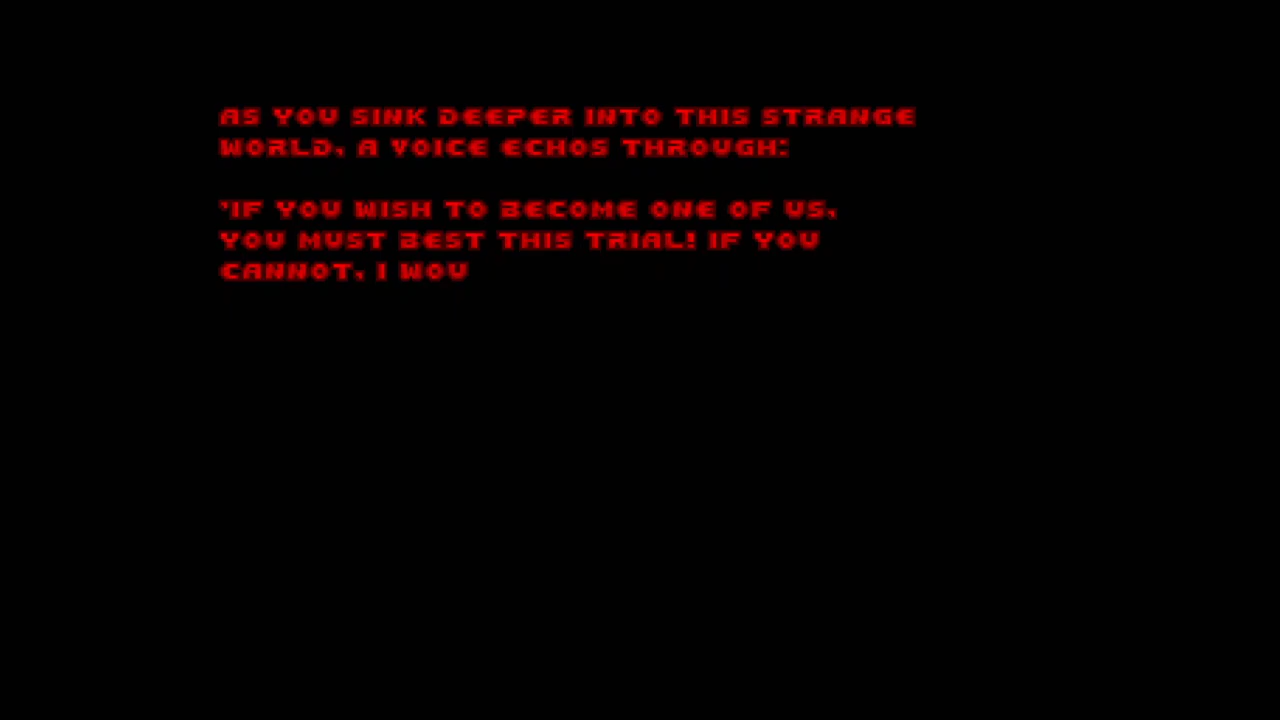 AS YOU SINK DEEPER INTO THIS STRANGE
WORLD, A VOICE ECHOS THROUGH:
"IF YOU WISH TO BECOME ONE OF US,
YOU MUST BEST THIS TRIAL! IF YOU
CANNOT, I WOU